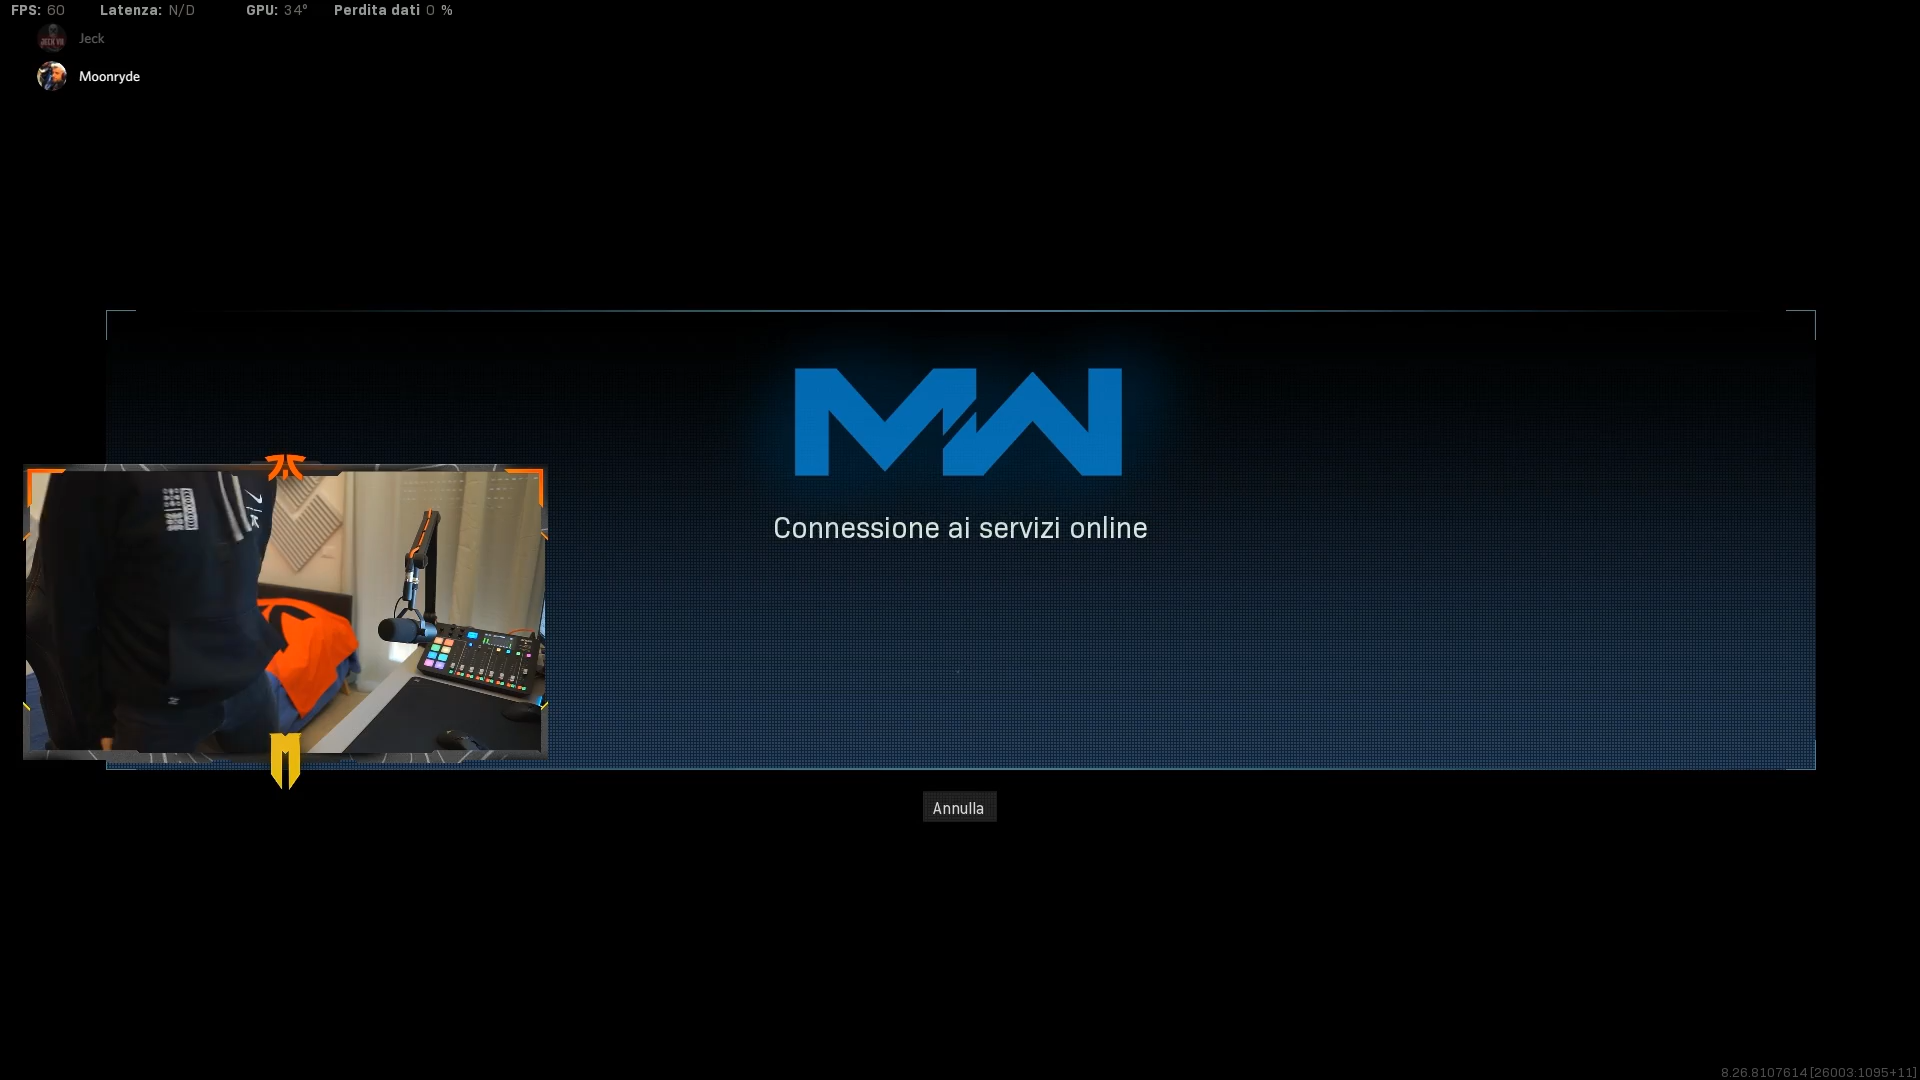 FPS: 60 Latenza: N/D GPU: 34° Perdita dati 0 %
Jeck
Moonryde
MW
Connessione ai servizi online
Annulla
8.26.8107614[26003:1095+11]